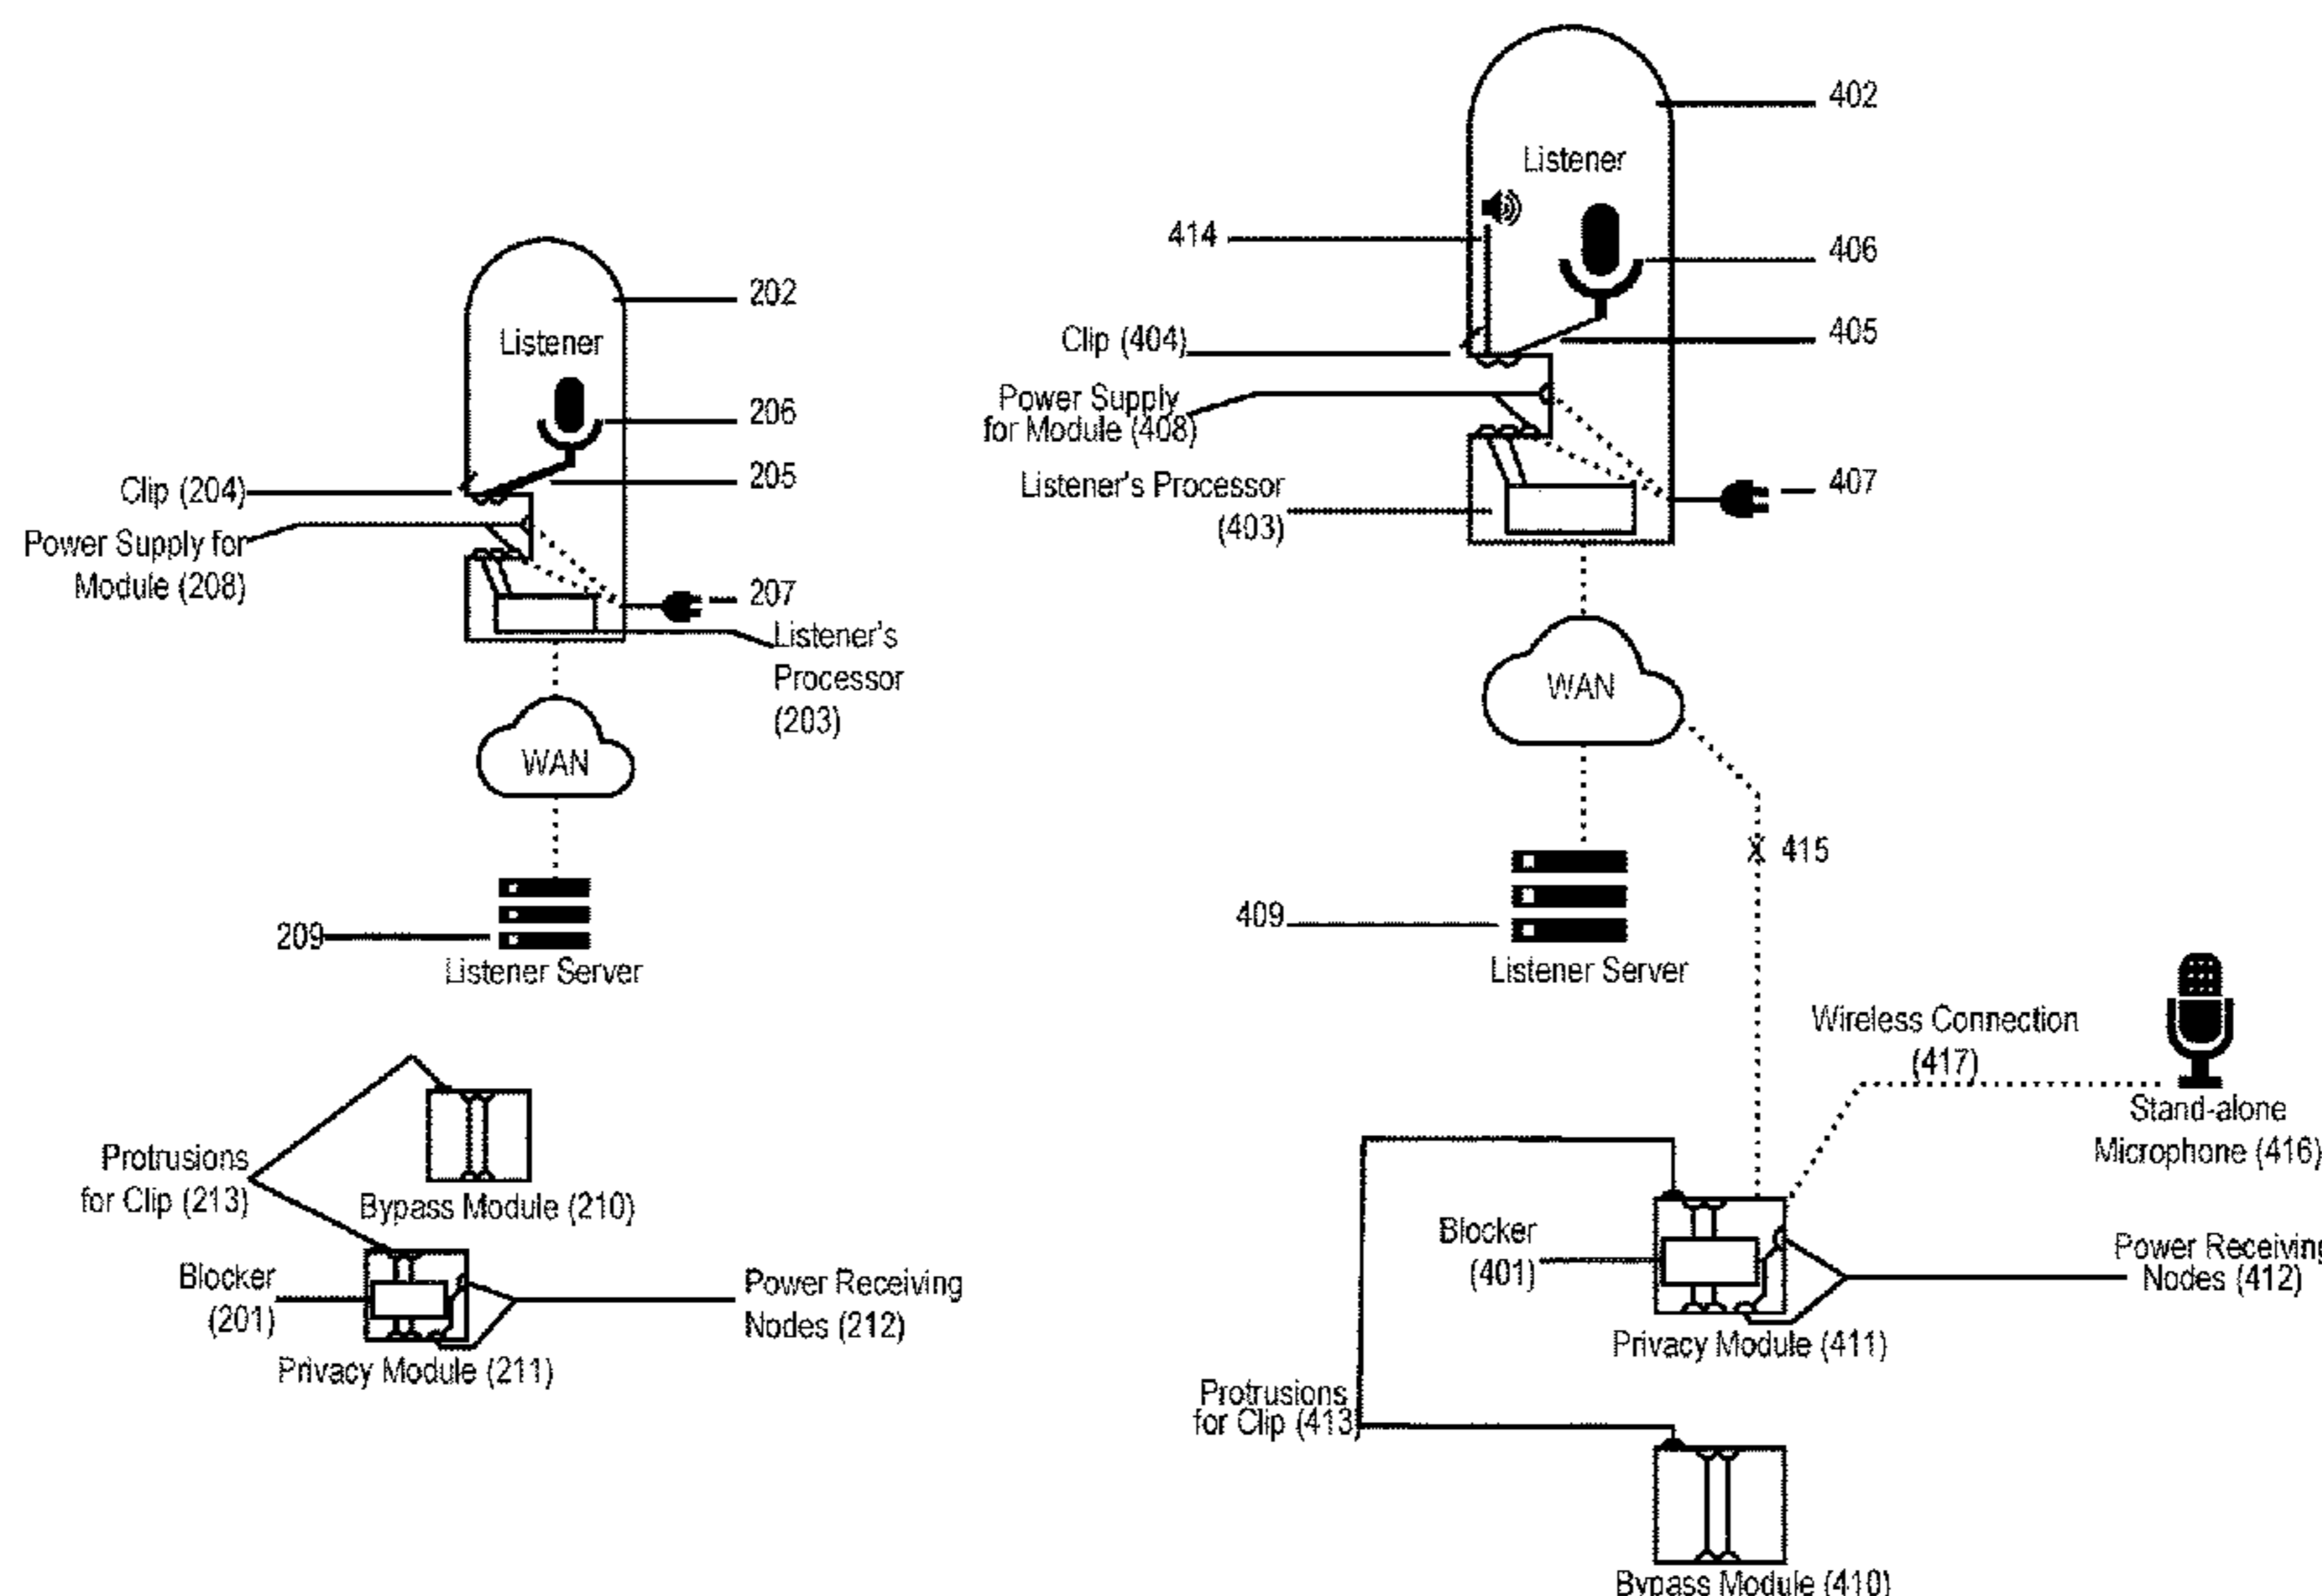 202
Listener
206
205
Clip (204)
Power Supply for
Module (208)
207
Listener's
Processor
(203)
WAN
209
Listener Server
Protrusions
for Clip (213)
Bypass Module (210)
Blocker
(201)
Power Receiving
Nodes (212)
Privacy Module (211)
402
Listener
414
406
Clip (404)
405
Power Supply
for Module (408)
Listener's Processor
(403)
407
WAN
415
409
Listener Server
Wireless Connection
(417)
Stand-alone
Microphone (416)
Blocker
(401)
Power Receiving
Nodes (412)
Privacy Module (411)
Protrusions
for Clip (413)
Bypass Module (410)